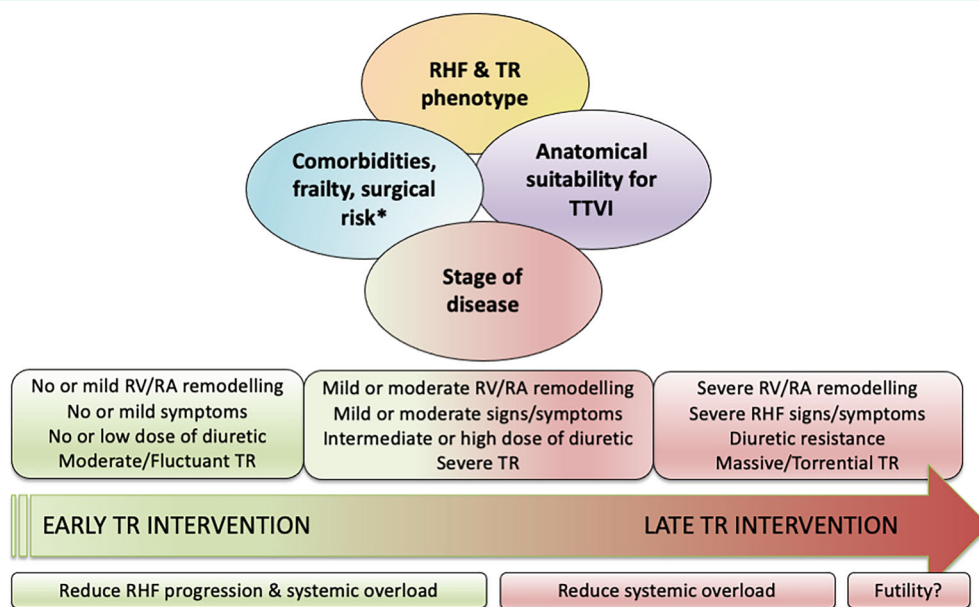 RHF & TR
phenotype
Comorbidities,
frailty, surgical
risk*
Anatomical
suitability for
TTVI
Stage of
disease
No or mild RV/RA remodelling
No or mild symptoms
No or low dose of diuretic
Moderate/Fluctuant TR
Mild or moderate RV/RA remodelling
Mild or moderate signs/symptoms
Intermediate or high dose of diuretic
Severe TR
Severe RV/RA remodelling
Severe RHF signs/symptoms
Diuretic resistance
Massive/Torrential TR
EARLY TR INTERVENTION
LATE TR INTERVENTION
Reduce RHF progression & systemic overload
Reduce systemic overload
Futility?